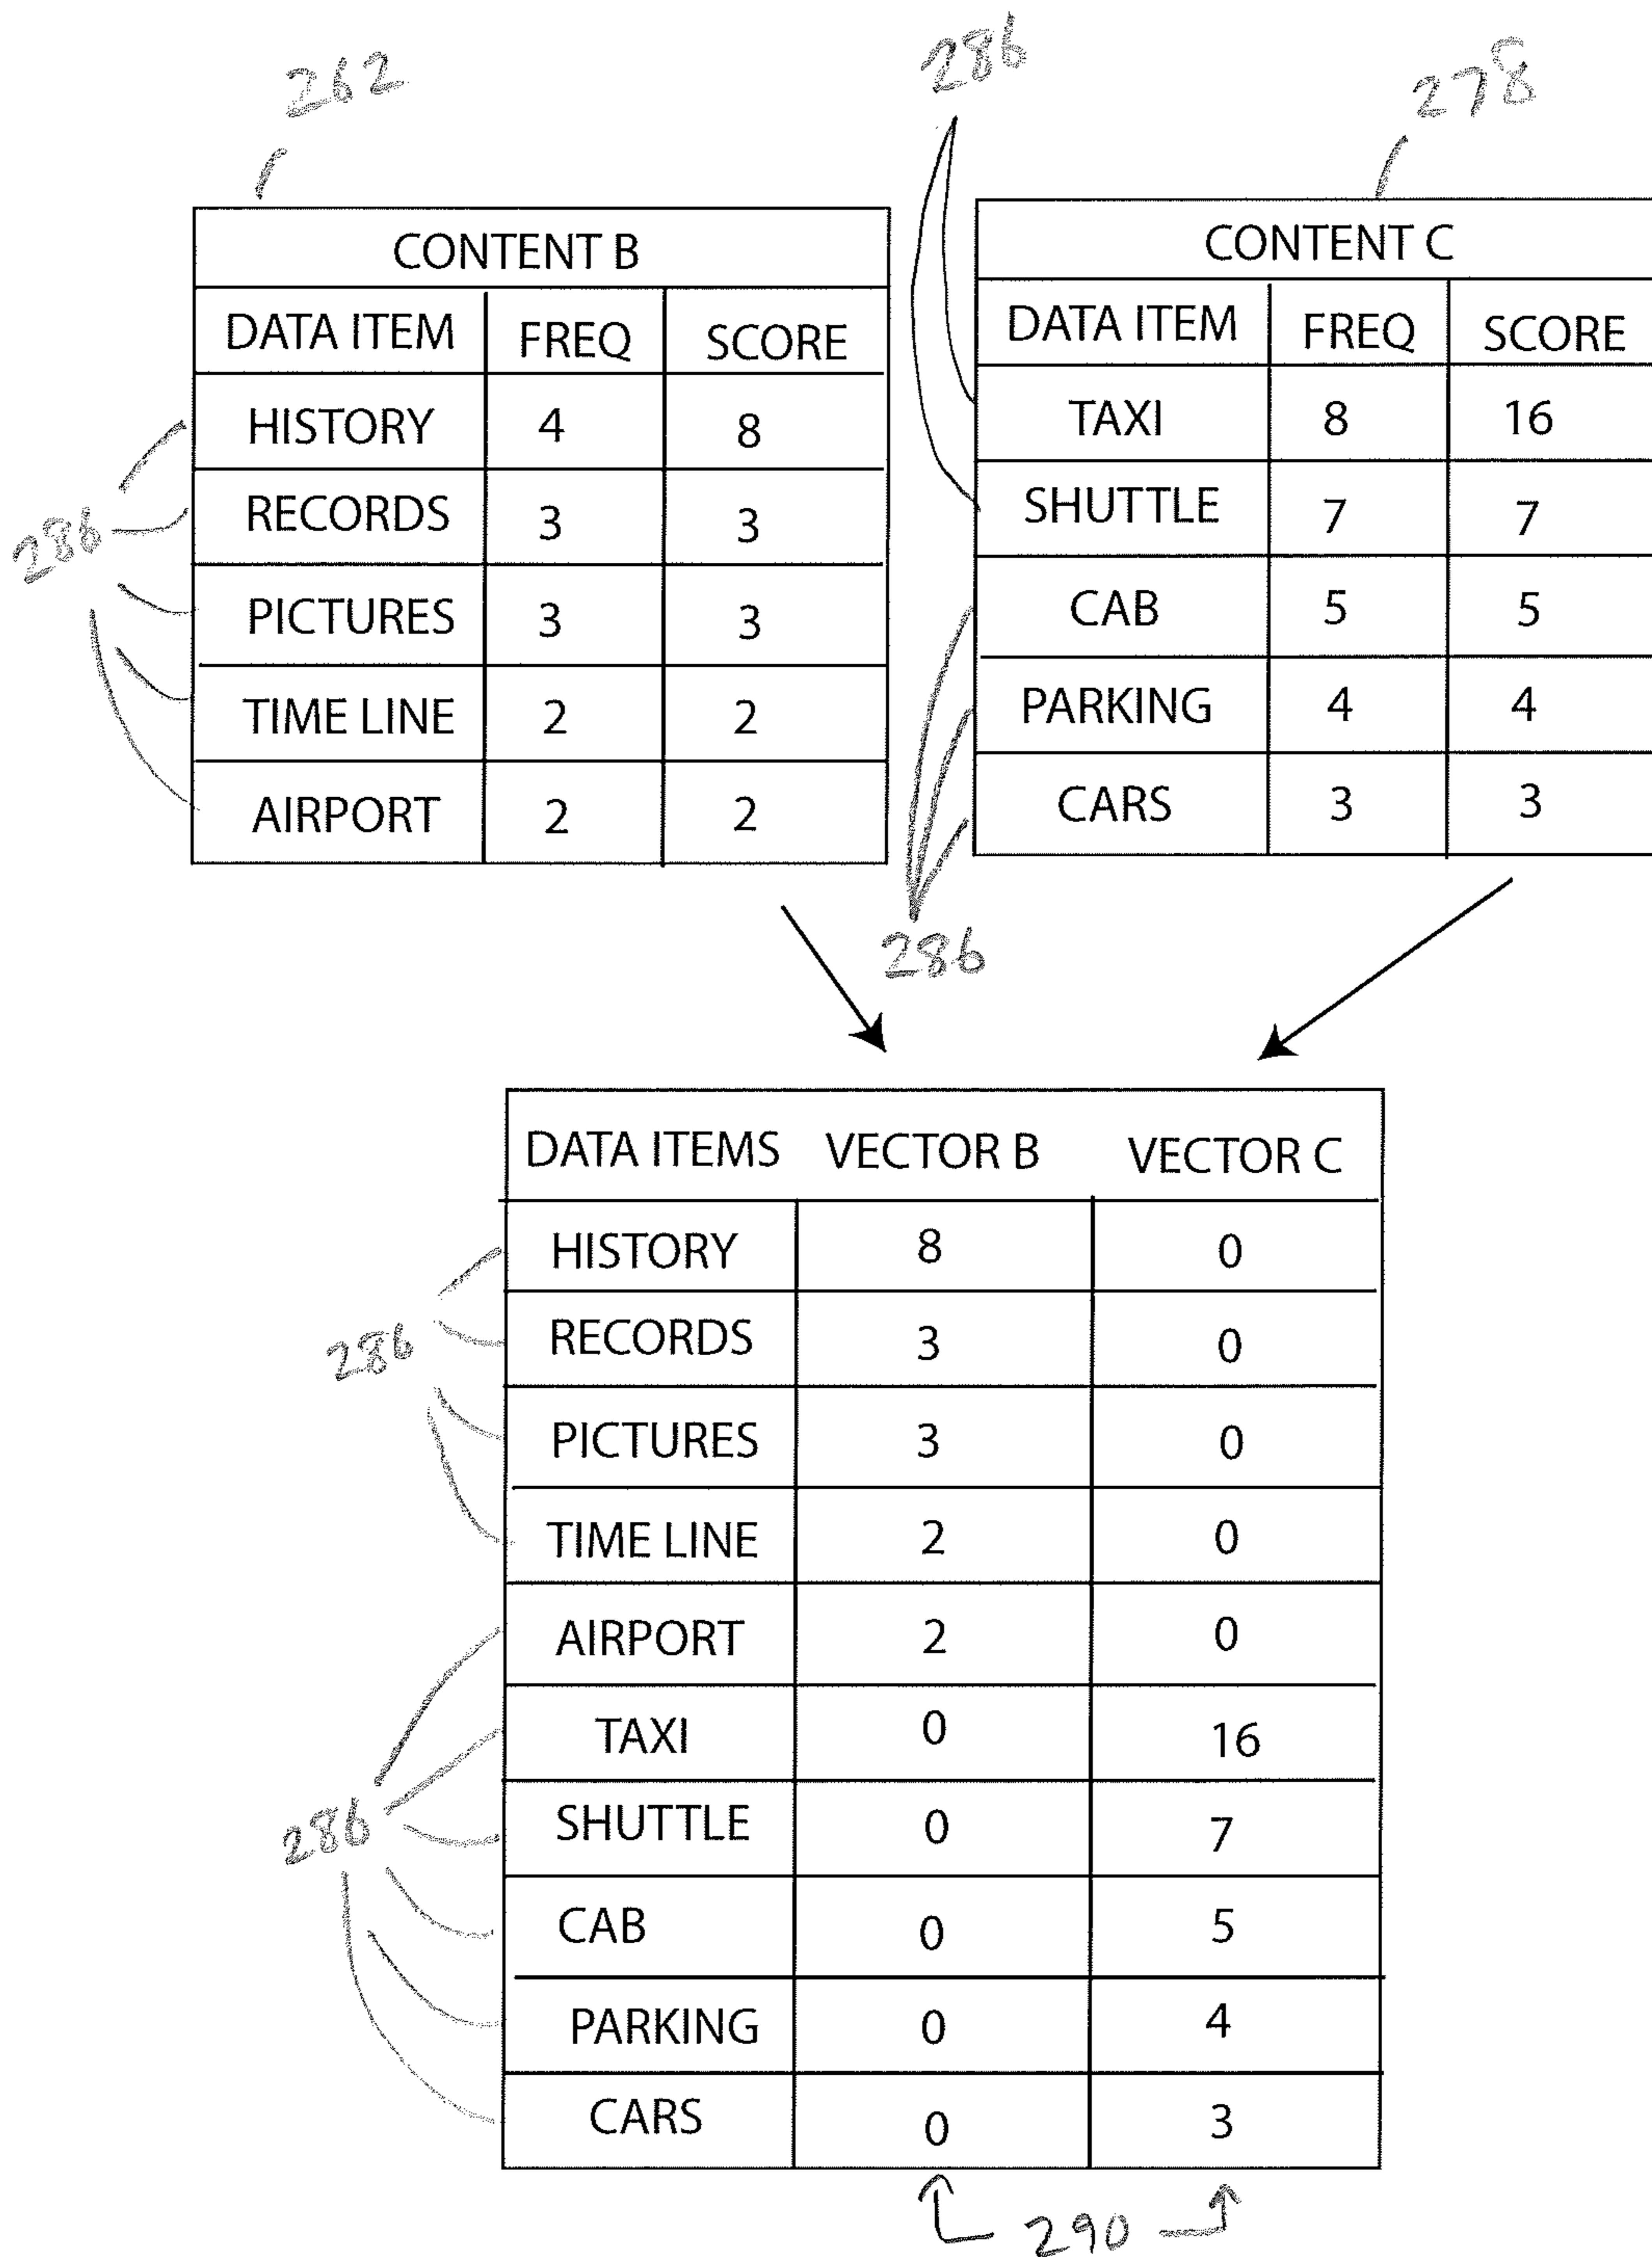 262
286
278
CONTENT B
DATA ITEM FREQ SCORE
HISTORY 4 8
RECORDS 3 3
PICTURES 3 3
TIME LINE 2 2
AIRPORT 2 2
286
CONTENT C
DATA ITEM FREQ SCORE
TAXI 8 16
SHUTTLE 7 7
CAB 5 5
PARKING 4 4
CARS 3 3
286
DATA ITEMS VECTOR B VECTOR C
HISTORY 8 0
RECORDS 3 0
PICTURES 3 0
TIME LINE 2 0
AIRPORT 2 0
TAXI 0 16
SHUTTLE 0 7
CAB 0 5
PARKING 0 4
CARS 0 3
286
286
290